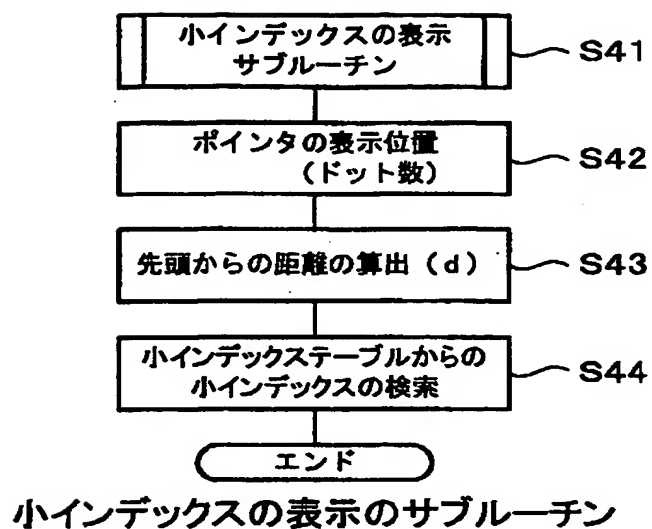 小インデックスの表示
サブルーチン
S41
ポインタの表示位置
(ドット数)
S42
先頭からの距離の算出(d)
S43
小インデックステーブルからの
小インデックスの検索
S44
エンド
小インデックスの表示のサブルーチン